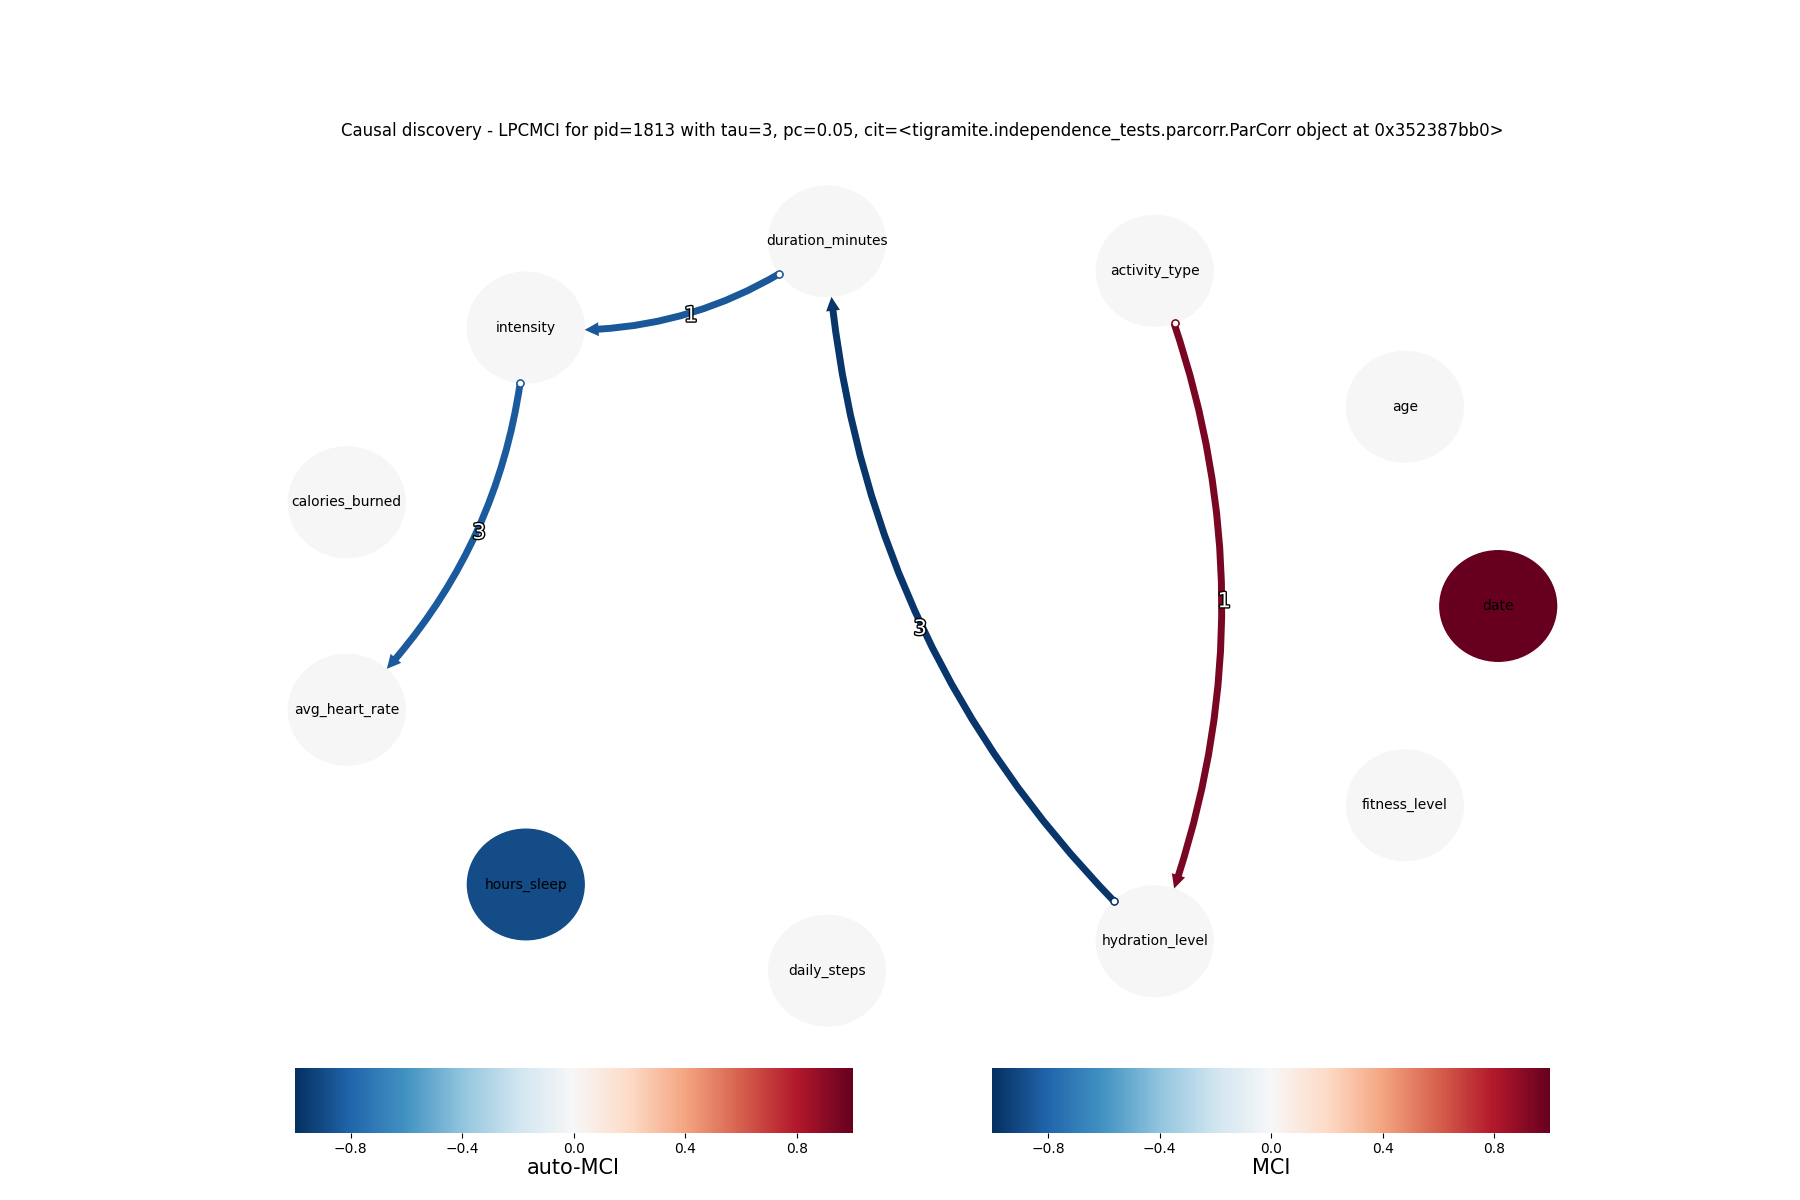 Causal discovery - LPCMCI for pid=1813 with tau=3, pc=0.05, cit=<tigramite.independence_tests.parcorr.ParCorr object at 0x352387bb0>
duration_minutes
activity_type
intensity
1
age
calories_burned
3
date
1
3
avg_heart_rate
fitness_level
hours_sleep
hydration_level
daily_steps
−0.8 −0.4 0.0 0.4 0.8
auto-MCI
−0.8 −0.4 0.0 0.4 0.8
MCI